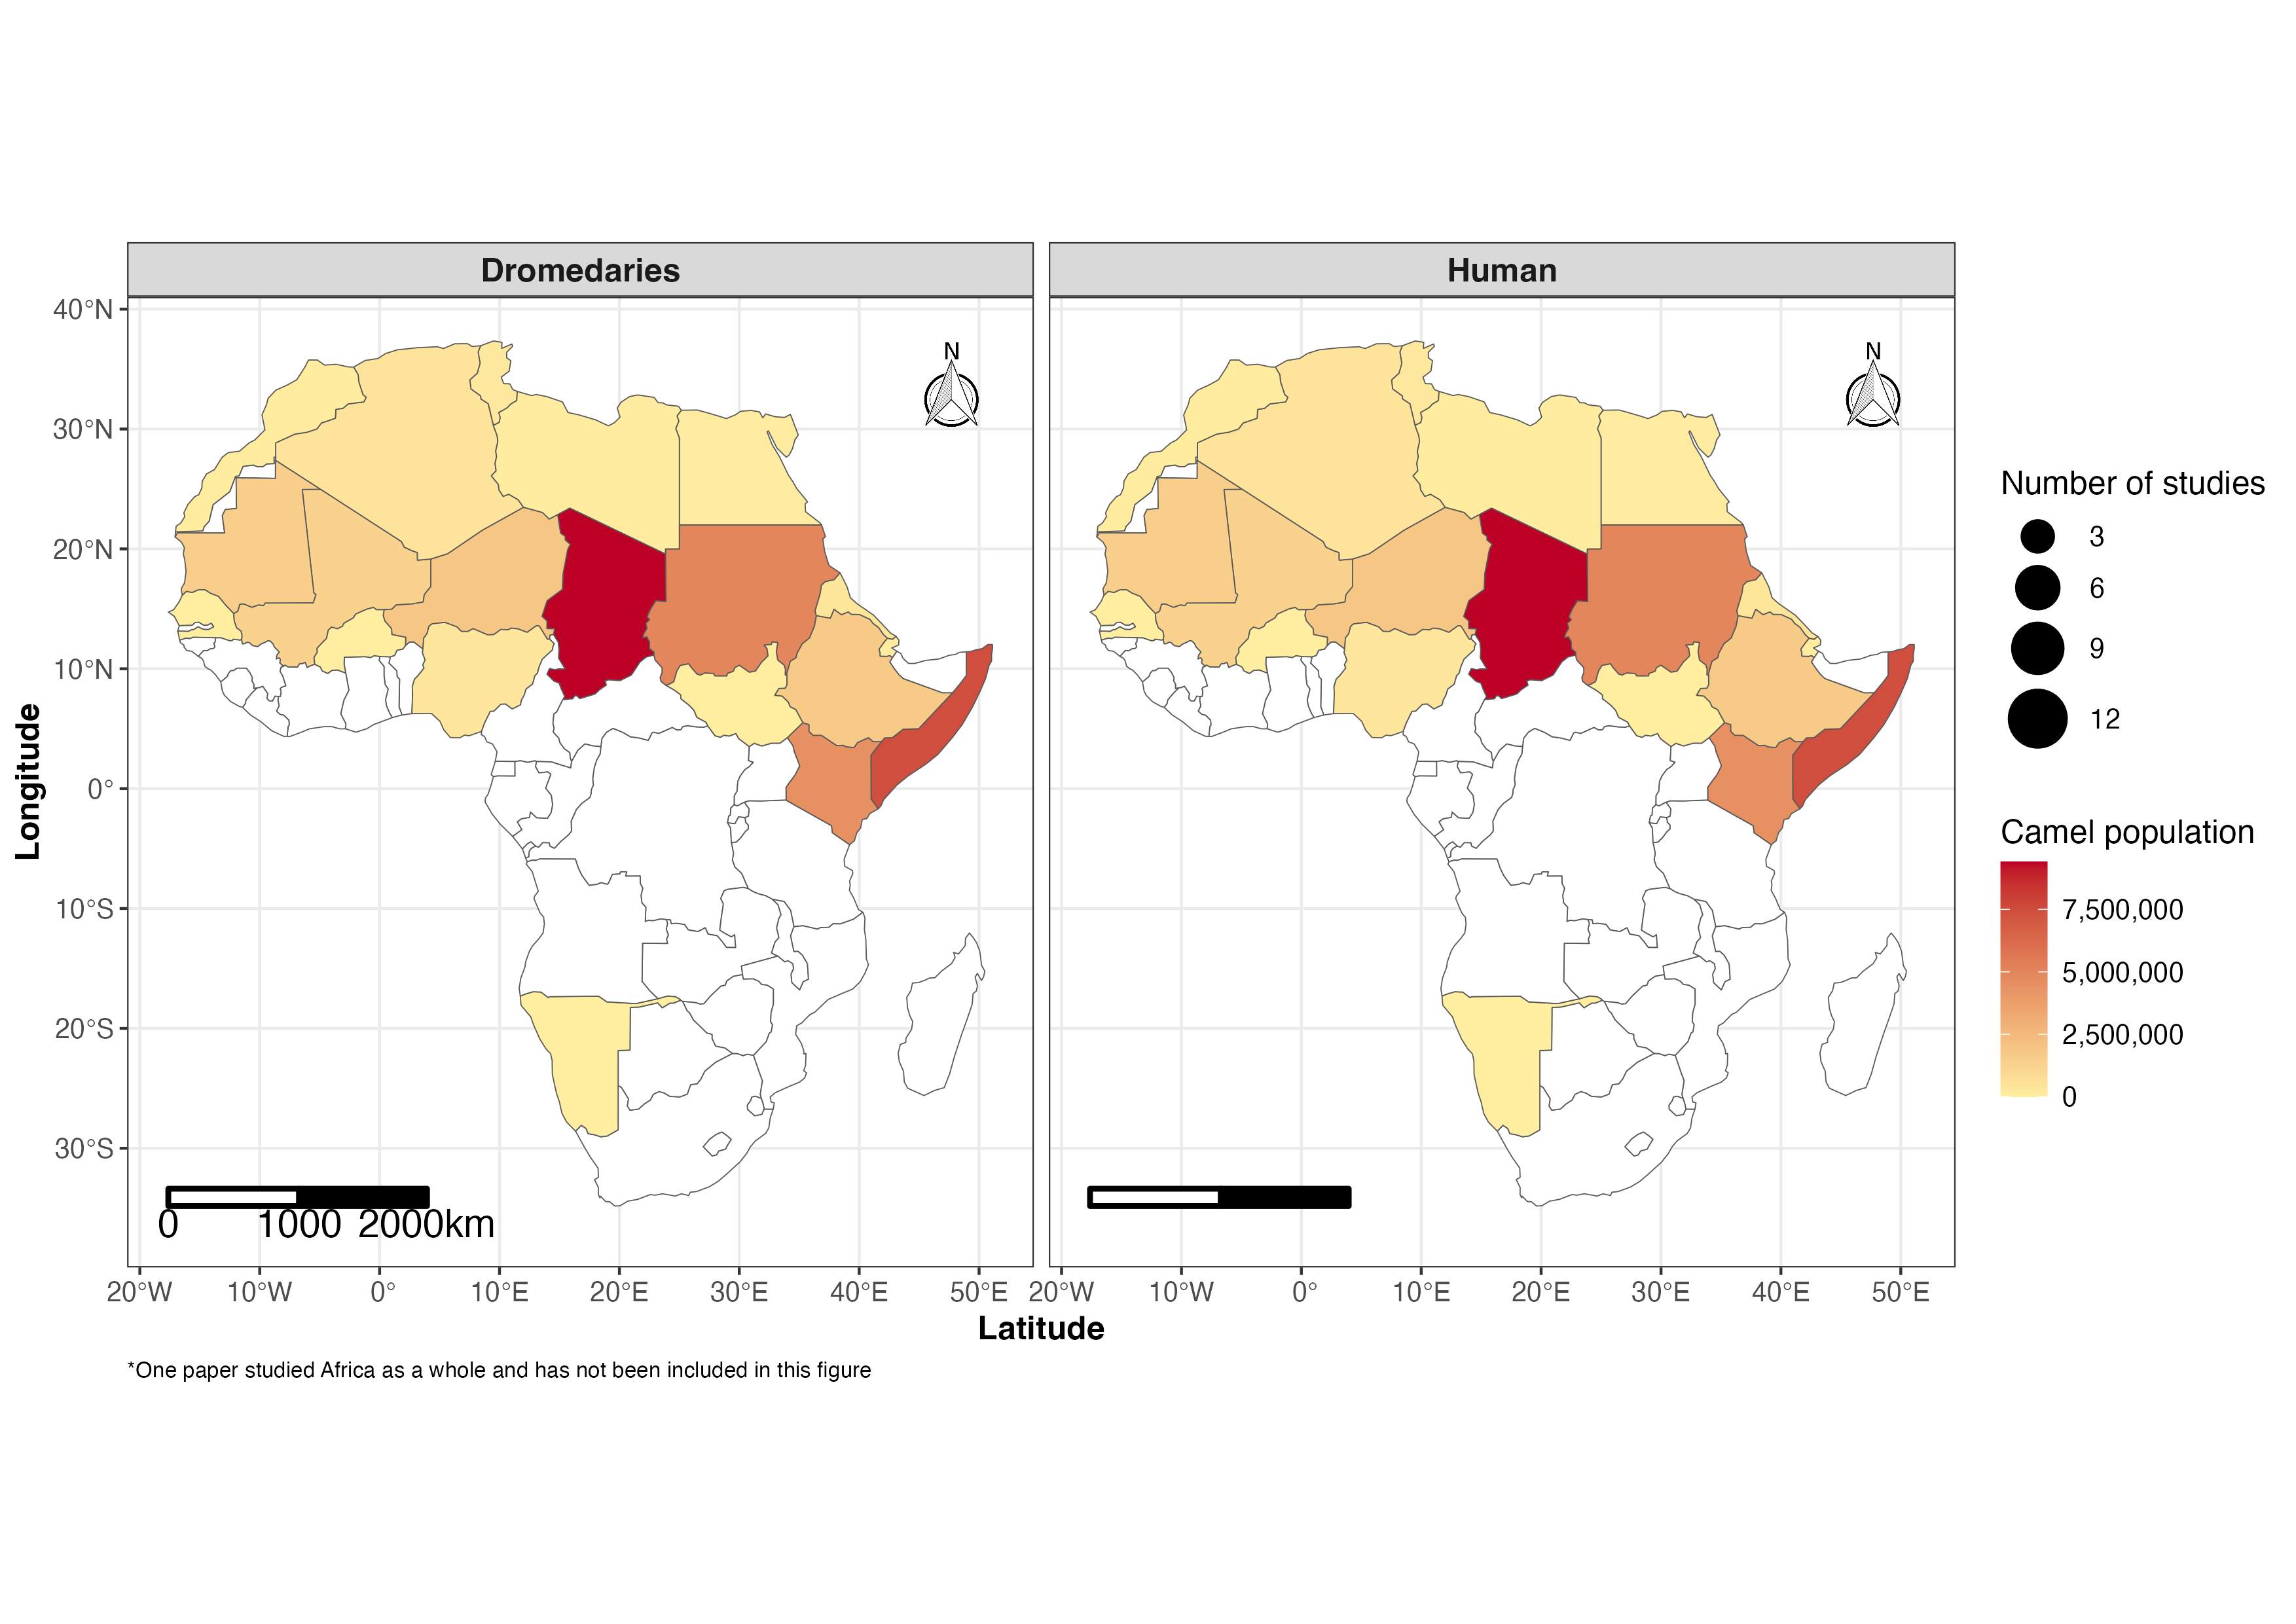 Dromedaries
Human
40°N
30°N
20°N
10°N
0°
10°S
20°S
30°S
Longitude
N
N
0 1000 2000km
20°W 10°W 0° 10°E 20°E 30°E 40°E 50°E
20°W 10°W 0° 10°E 20°E 30°E 40°E 50°E
Latitude
*One paper studied Africa as a whole and has not been included in this figure
Number of studies
3
6
9
12
Camel population
7,500,000
5,000,000
2,500,000
0